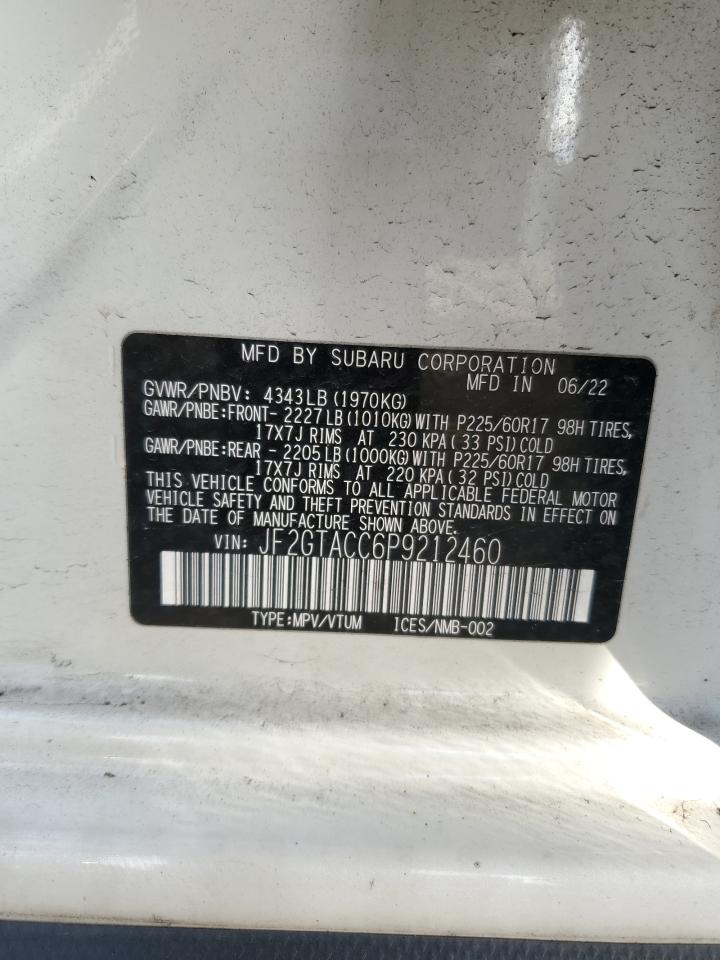 MFD BY SUBARU CORPORATION
MFD IN 06/22
GVWR/PNBV: 4343LB(1970KG)
GAWR/PNBE:FRONT- 2227LB(1010KG)WITH P225/60R17 98H TIRES,
17X7J RIMS AT 230 KPA( 33 PSI)COLD
GAWR/PNBE:REAR - 2205LB(1000KG)WITH P225/60R17 98H TIRES,
17X7J RIMS AT 220 KPA( 32 PSI)COLD
THIS VEHICLE CONFORMS TO ALL APPLICABLE FEDERAL MOTOR
VEHICLE SAFETY AND THEFT PREVENTION STANDARDS IN EFFECT ON
THE DATE OF MANUFACTURE SHOWN ABOVE.
VIN: JF2GTACC6P9212460
TYPE:MPV/VTUM ICES/NMB-002